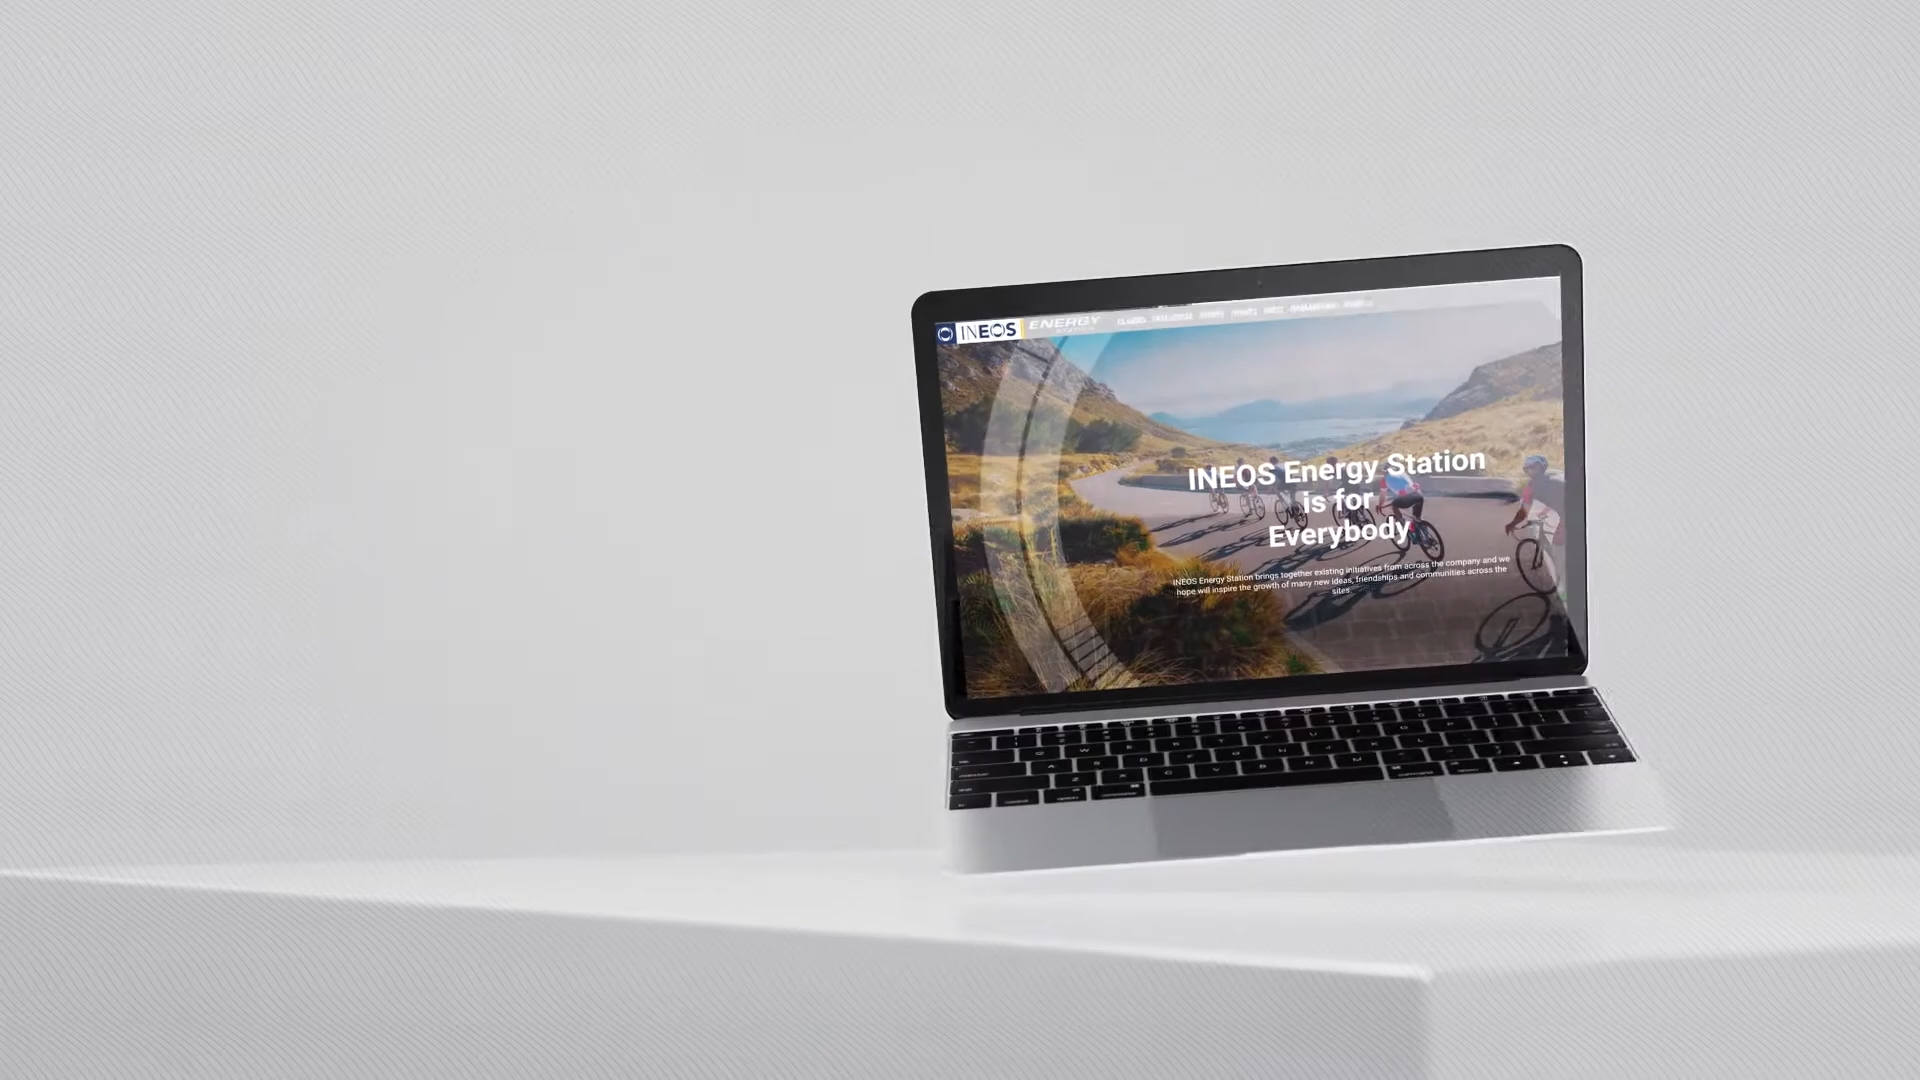 INEOS
ENERGY
STATION
INEOS Energy Station
is for
Everybody
INEOS Energy Station brings together existing initiatives from across the company and we
hope will inspire the growth of many new ideas, friendships and communities across the
sites.